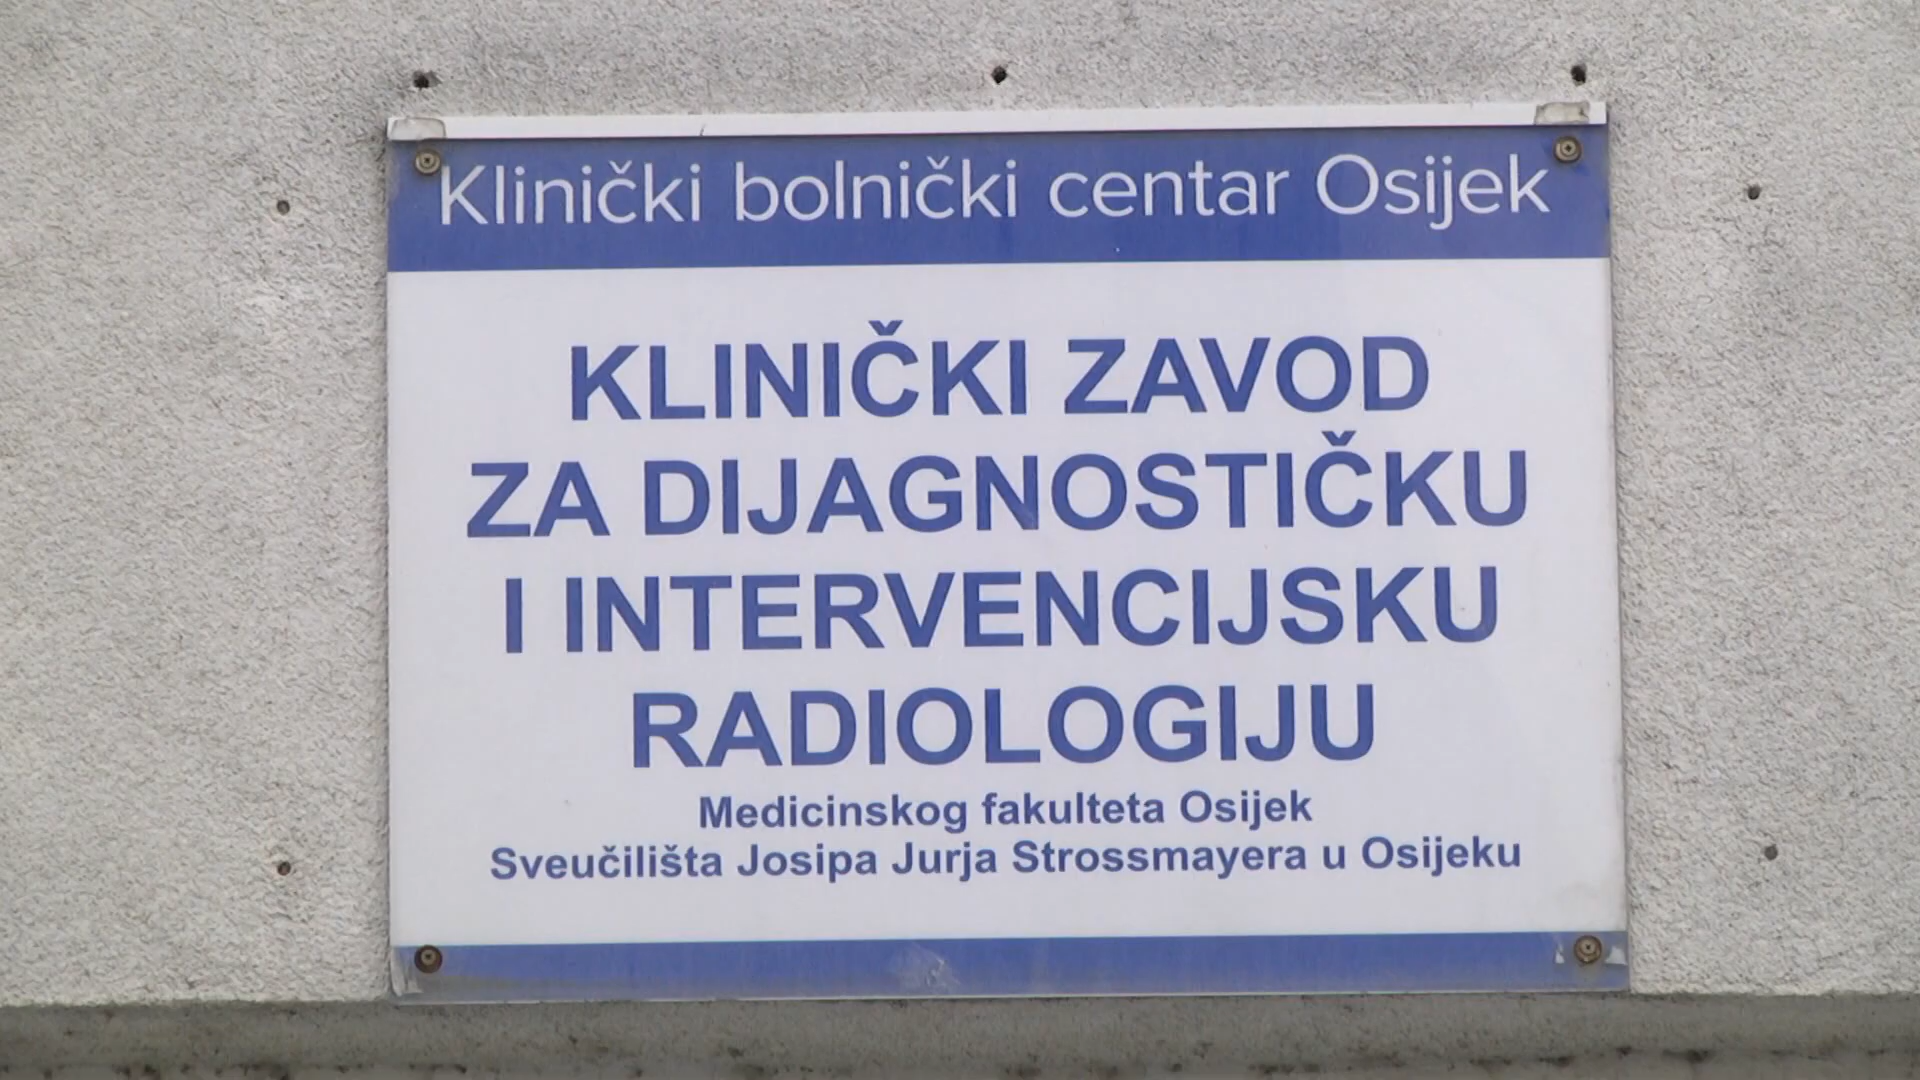 Klinički bolnički centar Osijek
KLINIČKI ZAVOD
ZA DIJAGNOSTIČKU
I INTERVENCIJSKU
RADIOLOGIJU
Medicinskog fakulteta Osijek
Sveučilišta Josipa Jurja Strossmayera u Osijeku